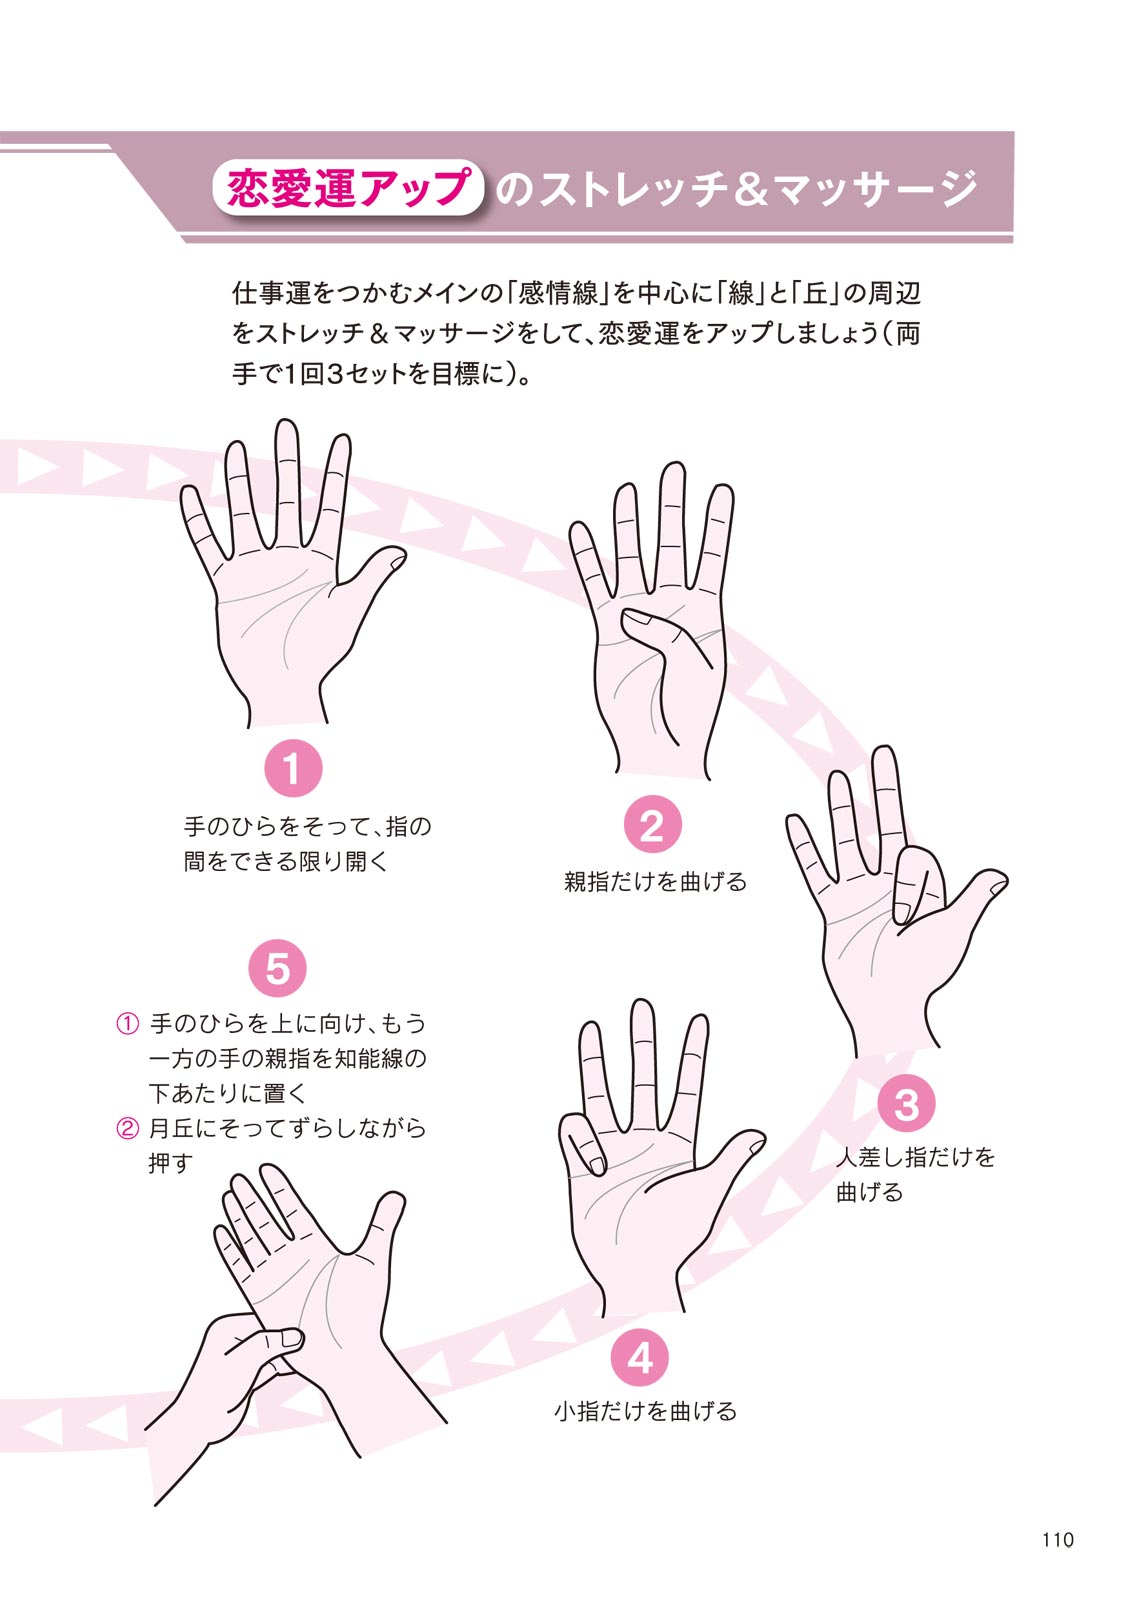 恋愛運アップのストレッチ&マッサージ
仕事運をつかむメインの「感情線」を中心に「線」と「丘」の周辺
をストレッチ&マッサージをして、恋愛運をアップしましょう(両
手で1回3セットを目標に)。
1
手のひらをそって、指の
間をできる限り開く
2
親指だけを曲げる
3
人差し指だけを
曲げる
4
小指だけを曲げる
5
① 手のひらを上に向け、もう
一方の手の親指を知能線の
下あたりに置く
② 月丘にそってずらしながら
押す
110